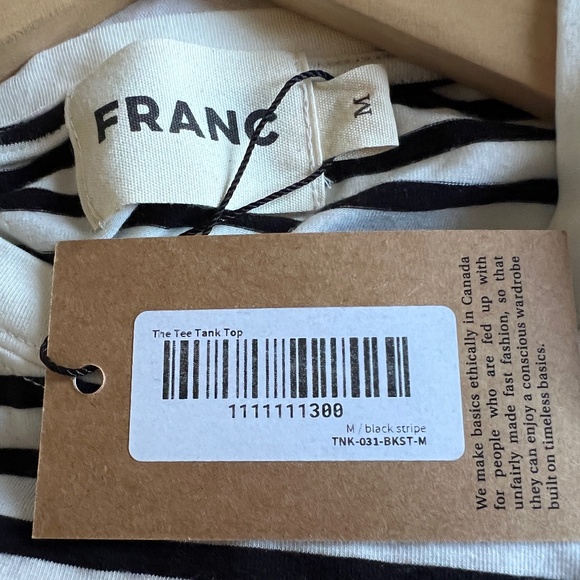 FRANC
M
The Tee Tank Top
1111111300
M / black stripe
TNK-031-BKST-M
We make basics ethically in Canada
for people who are fed up with
unfairly made fast fashion, so that
they can enjoy a conscious wardrobe
built on timeless basics.